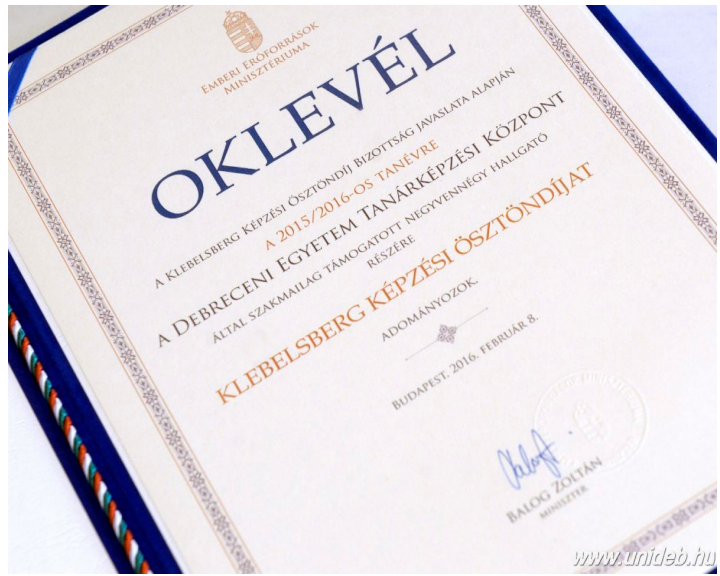 EMBERI ERŐFORRÁSOK
MINISZTÉRIUMA
OKLEVÉL
A KLEBELSBERG KÉPZÉSI ÖSZTÖNDÍJ BIZOTTSÁG JAVASLATA ALAPJÁN
A 2015/2016-OS TANÉVRE
A DEBRECENI EGYETEM TANÁRKÉPZÉSI KÖZPONT
ÁLTAL SZAKMAILAG TÁMOGATOTT NEGYVENNÉGY HALLGATÓ
RÉSZÉRE
KLEBELSBERG KÉPZÉSI ÖSZTÖNDÍJAT
ADOMÁNYOZOK.
BUDAPEST, 2016. FEBRUÁR 8.
BALOG ZOLTÁN
MINISZTER
www.unideb.hu